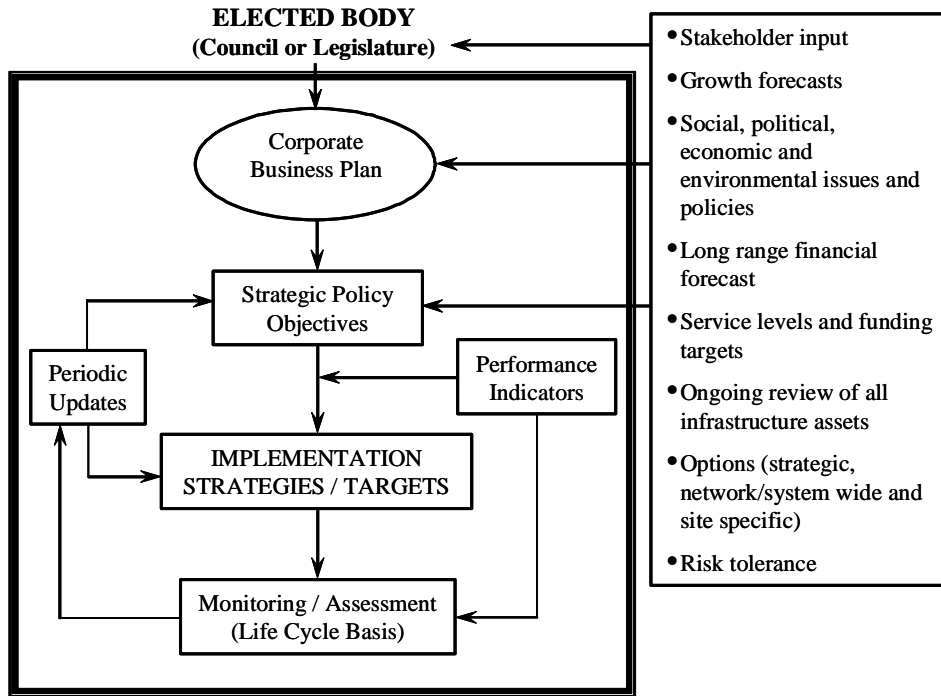 ELECTED BODY
(Council or Legislature)
Corporate
Business Plan
Strategic Policy
Objectives
Performance
Indicators
Periodic
Updates
IMPLEMENTATION
STRATEGIES / TARGETS
Monitoring / Assessment
(Life Cycle Basis)
•Stakeholder input
•Growth forecasts
•Social, political,
economic and
environmental issues and
policies
•Long range financial
forecast
•Service levels and funding
targets
•Ongoing review of all
infrastructure assets
•Options (strategic,
network/system wide and
site specific)
•Risk tolerance